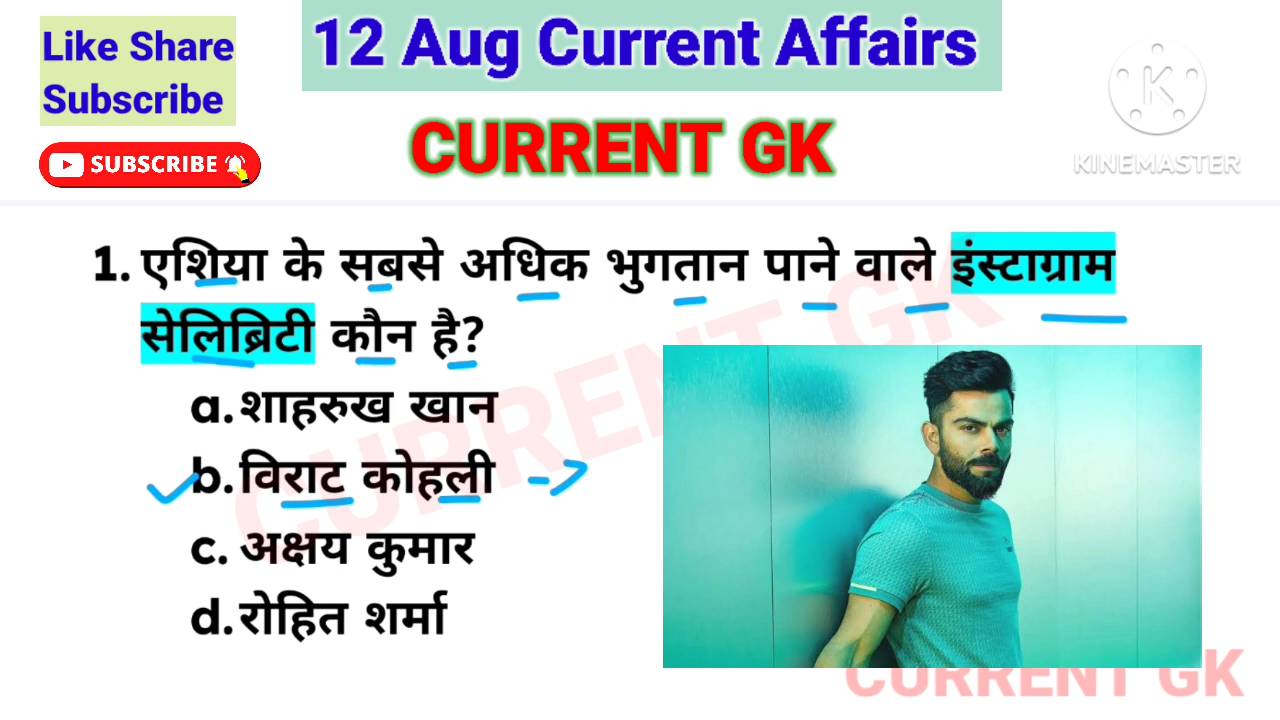 Like Share
Subscribe
SUBSCRIBE
12 Aug Current Affairs
CURRENT GK
K
KINEMASTER
1. एशिया के सबसे अधिक भुगतान पाने वाले इंस्टाग्राम
सेलिब्रिटी कौन है?
a. शाहरुख खान
b. विराट कोहली
c. अक्षय कुमार
d. रोहित शर्मा
CURRENT GK
CURRENT GK